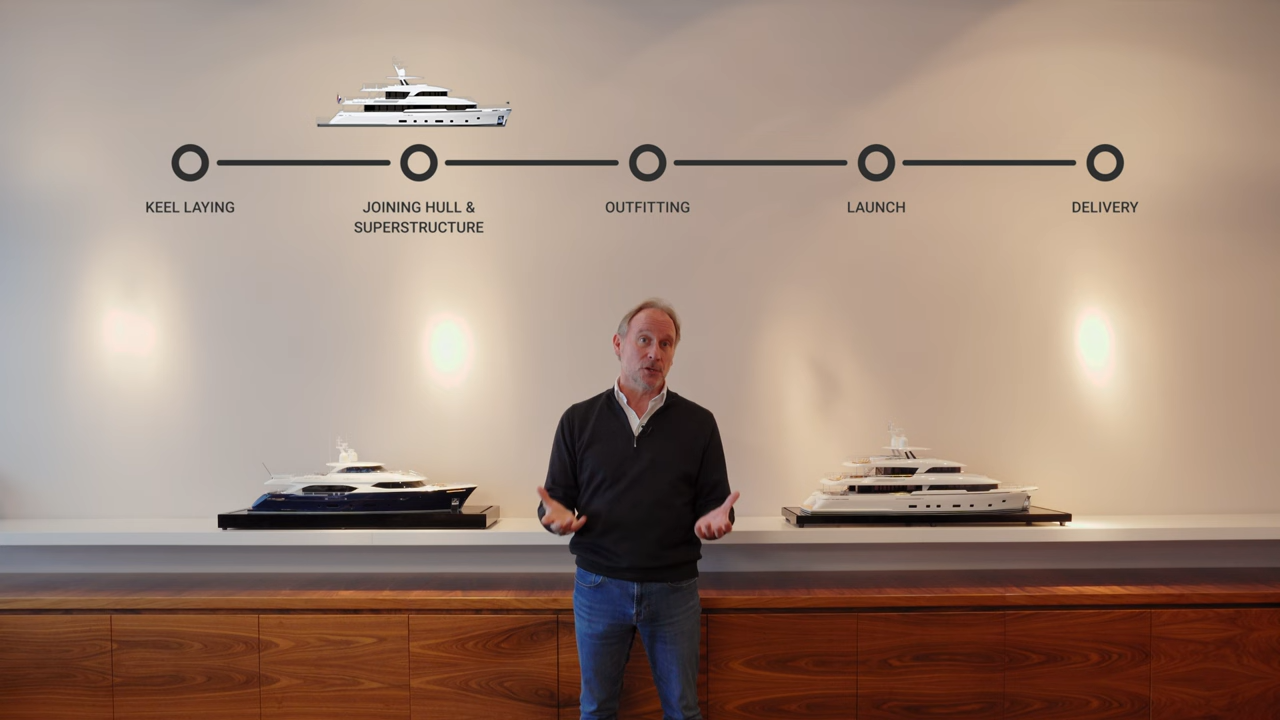 KEEL LAYING
JOINING HULL &
SUPERSTRUCTURE
OUTFITTING
LAUNCH
DELIVERY